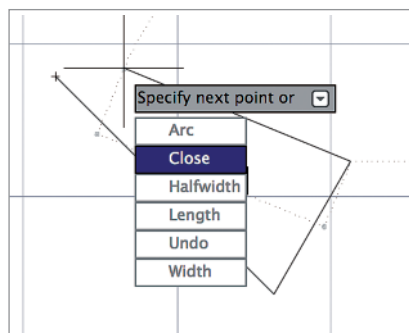 Specify next point or
Arc
Close
Halfwidth
Length
Undo
Width